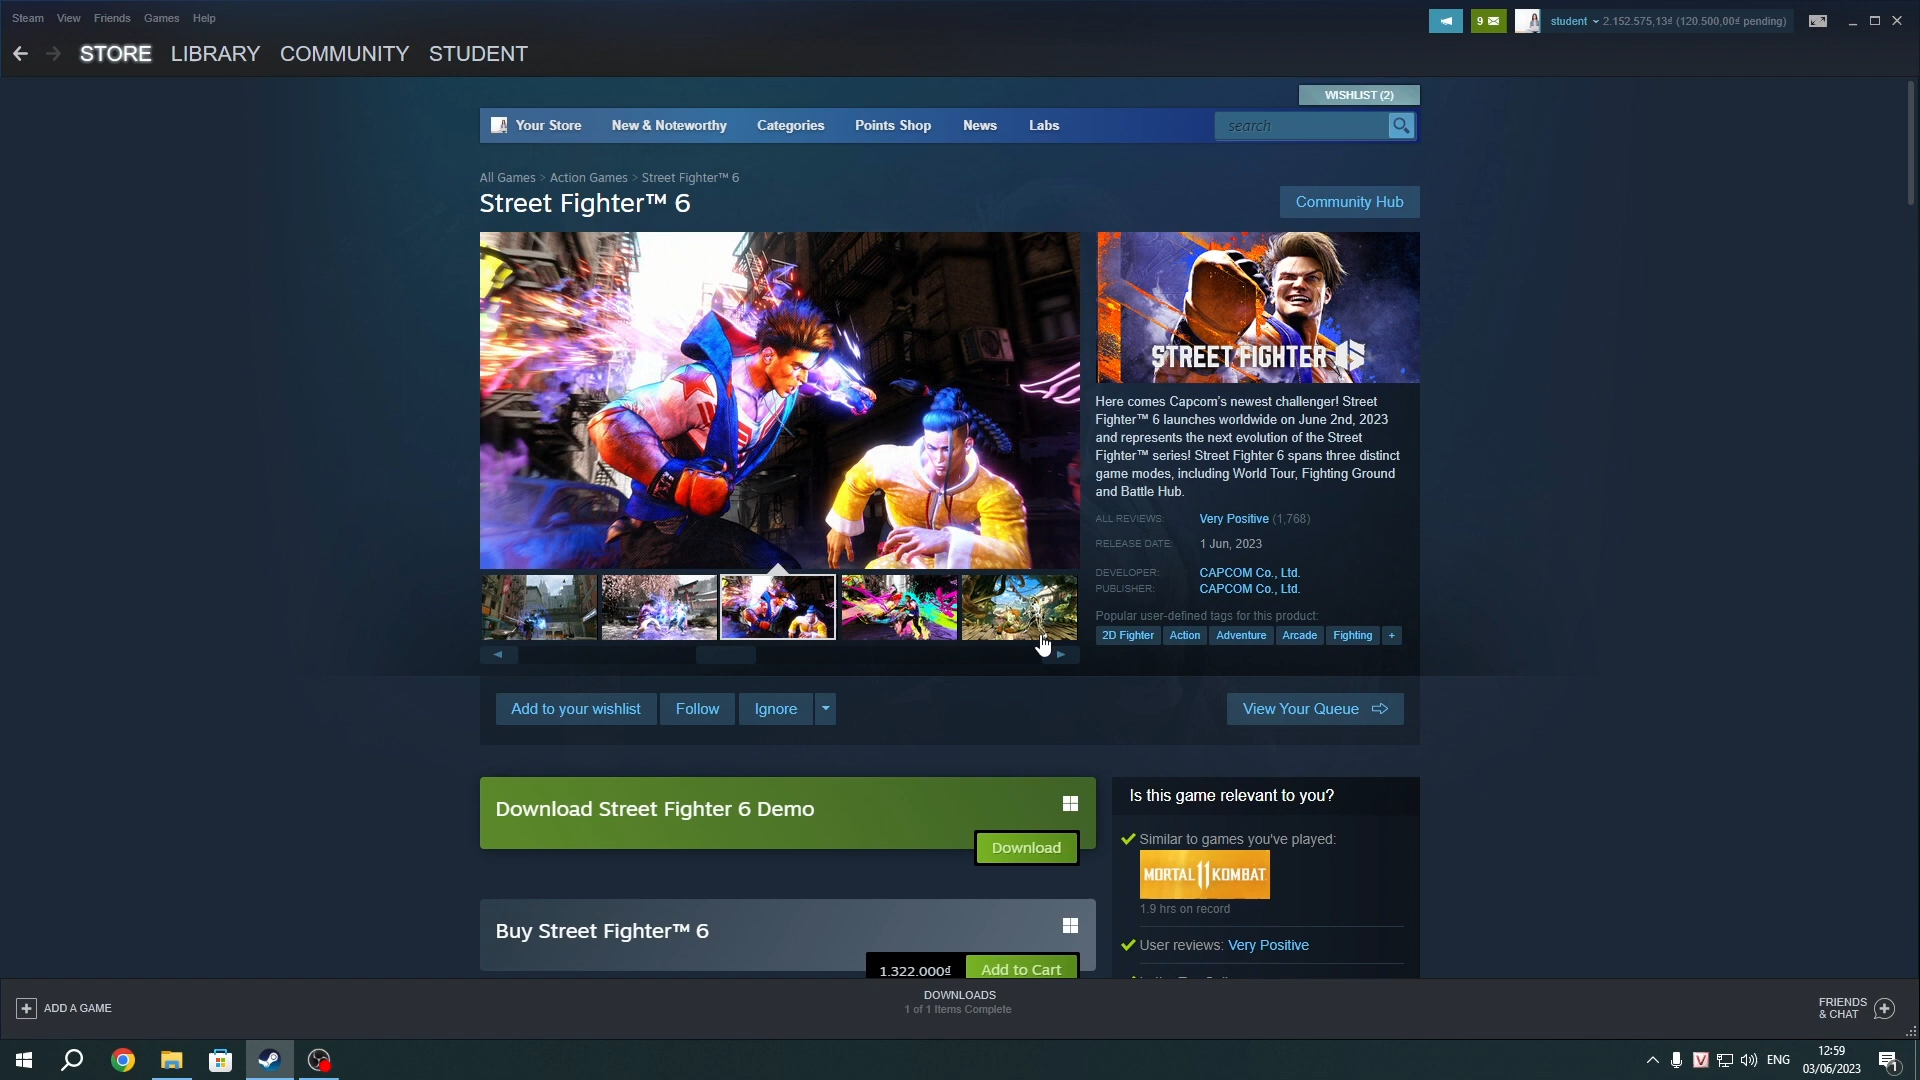 Steam View Friends Games Help
9 student 2.152.575,13₫ (120.500,00₫ pending)
STORE LIBRARY COMMUNITY STUDENT
WISHLIST (2)
Your Store New & Noteworthy Categories Points Shop News Labs search
All Games > Action Games > Street Fighter™ 6
Street Fighter™ 6
Community Hub
STREET FIGHTER 6
Here comes Capcom's newest challenger! Street
Fighter™ 6 launches worldwide on June 2nd, 2023
and represents the next evolution of the Street
Fighter™ series! Street Fighter 6 spans three distinct
game modes, including World Tour, Fighting Ground
and Battle Hub.
ALL REVIEWS: Very Positive (1,768)
RELEASE DATE: 1 Jun, 2023
DEVELOPER: CAPCOM Co., Ltd.
PUBLISHER: CAPCOM Co., Ltd.
Popular user-defined tags for this product:
2D Fighter Action Adventure Arcade Fighting +
Add to your wishlist Follow Ignore
View Your Queue
Download Street Fighter 6 Demo
Download
Buy Street Fighter™ 6
1.322.000₫ Add to Cart
Is this game relevant to you?
Similar to games you've played:
MORTAL KOMBAT 11
1.9 hrs on record
User reviews: Very Positive
ADD A GAME
DOWNLOADS
1 of 1 Items Complete
FRIENDS
& CHAT
V ENG
12:59
03/06/2023
1